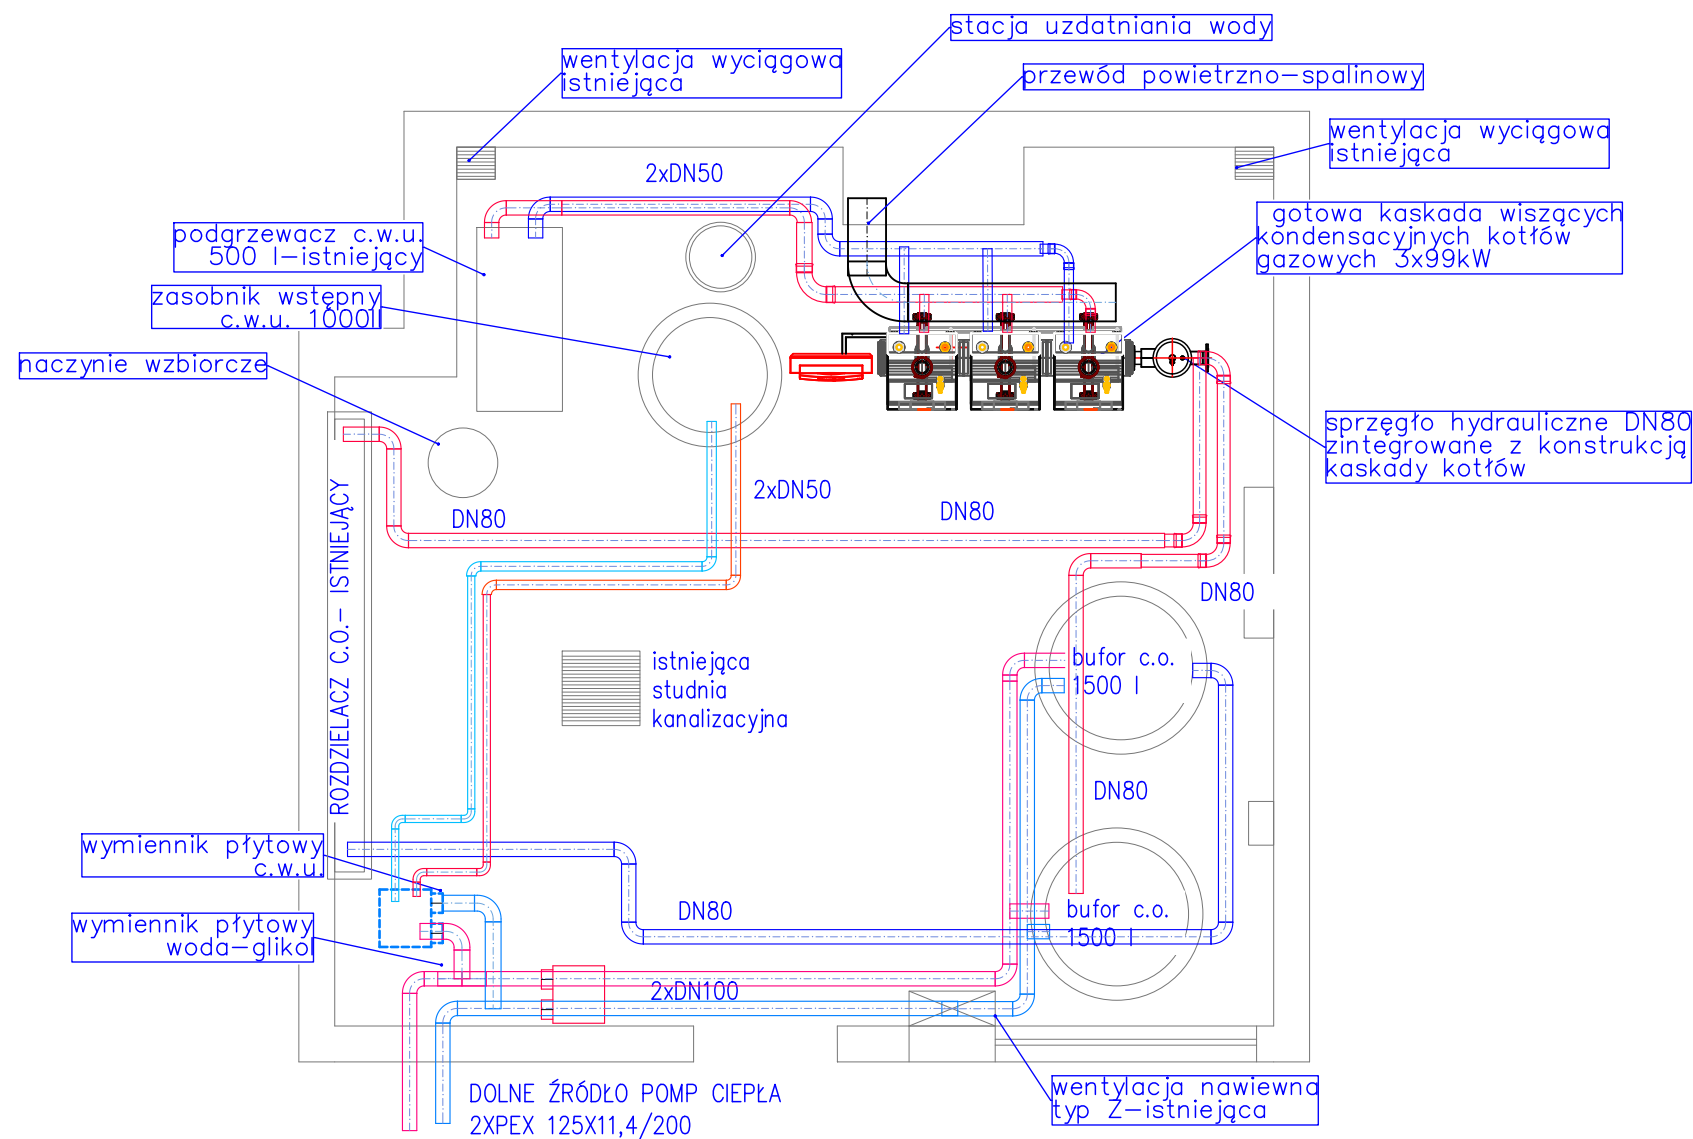 stacja uzdatniania wody
wentylacja wyciągowa
istniejąca
przewód powietrzno-spalinowy
wentylacja wyciągowa
istniejąca
2xDN50
gotowa kaskada wiszących
kondensacyjnych kotłów
gazowych 3x99kW
podgrzewacz c.w.u.
500 l-istniejący
zasobnik wstępny
c.w.u. 1000ll
naczynie wzbiorcze
sprzęgło hydrauliczne DN80
zintegrowane z konstrukcją
kaskady kotłów
2xDN50
DN80
DN80
ROZDZIELACZ C.O.- ISTNIEJĄCY
DN80
istniejąca
studnia
kanalizacyjna
bufor c.o.
1500 l
DN80
wymiennik płytowy
c.w.u.
wymiennik płytowy
woda-glikol
DN80
bufor c.o.
1500 l
2xDN100
DOLNE ŹRÓDŁO POMP CIEPŁA
2XPEX 125X11,4/200
wentylacja nawiewna
typ Z-istniejąca